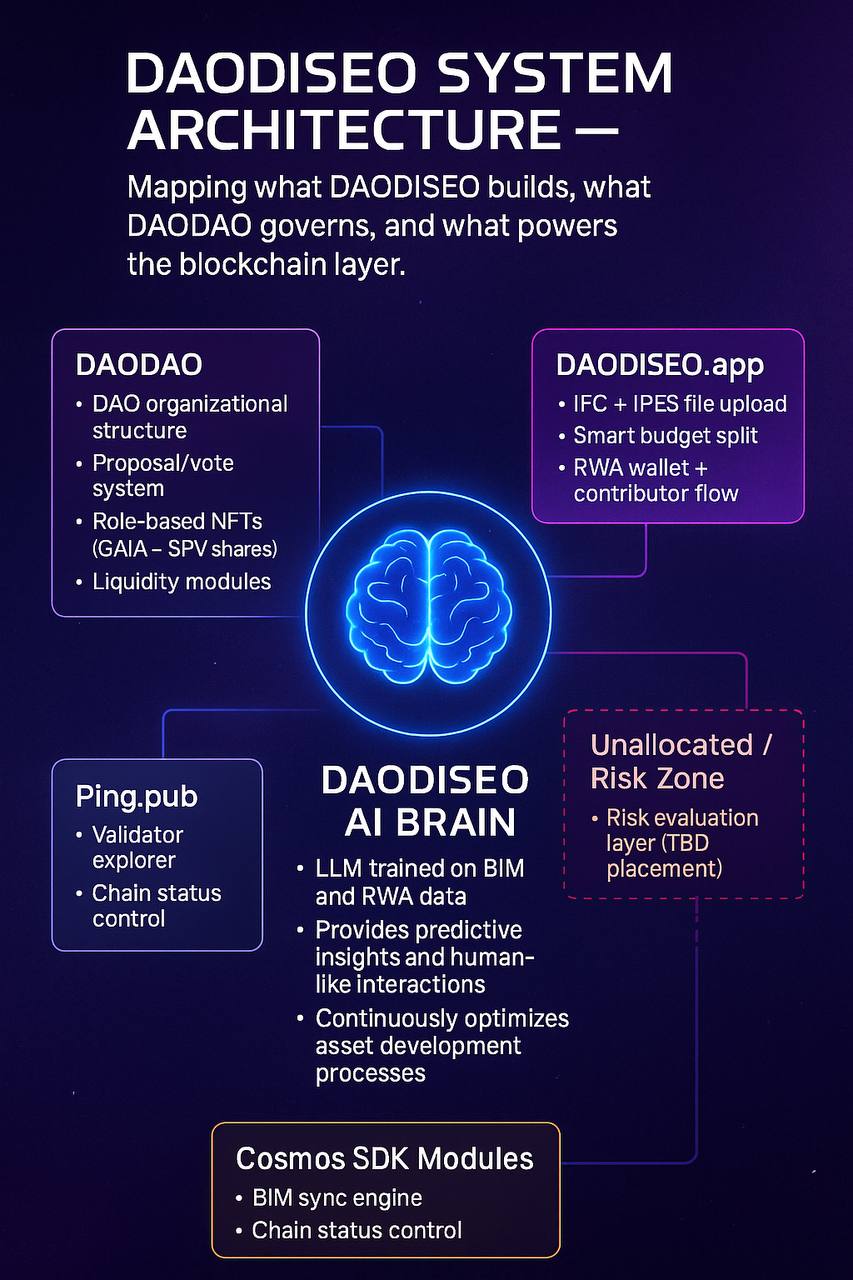 DAODISEO SYSTEM
ARCHITECTURE —
Mapping what DAODISEO builds, what
DAODAO governs, and what powers
the blockchain layer.
DAODAO
• DAO organizational
structure
• Proposal/vote
system
• Role-based NFTs
(GAIA – SPV shares)
• Liquidity modules
DAODISEO.app
• IFC + IPES file upload
• Smart budget split
• RWA wallet +
contributor flow
Ping.pub
• Validator
explorer
• Chain status
control
DAODISEO
AI BRAIN
• LLM trained on BIM
and RWA data
• Provides predictive
insights and human-
like interactions
• Continuously optimizes
asset development
processes
Unallocated /
Risk Zone
• Risk evaluation
layer (TBD
placement)
Cosmos SDK Modules
• BIM sync engine
• Chain status control